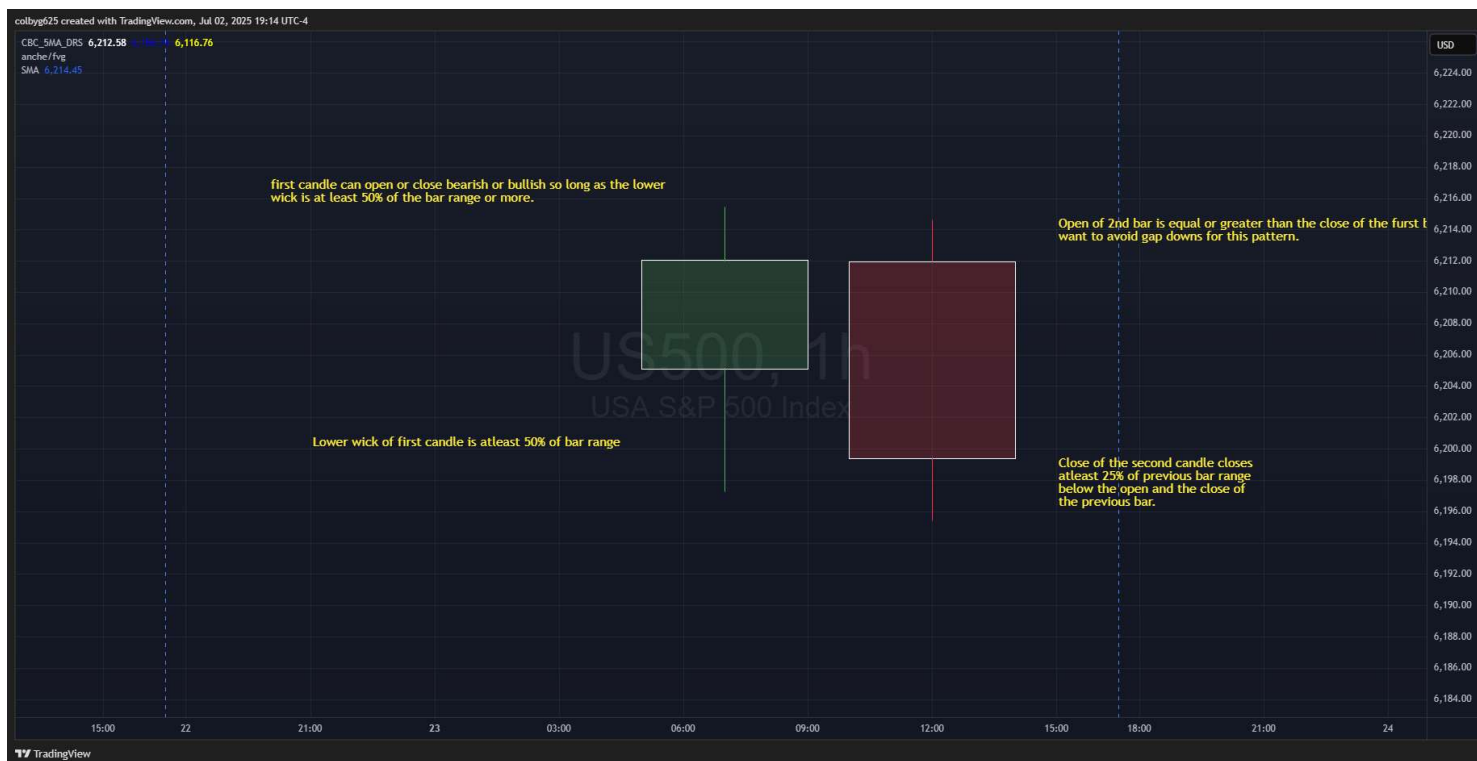 colbyg625 created with TradingView.com, Jul 02, 2025 19:14 UTC-4
CBC_5MA_DRS 6,212.58 6,116.76
anche/fvg
SMA 6,214.45
USD
6,224.00
6,222.00
6,220.00
6,218.00
6,216.00
6,214.00
6,212.00
6,210.00
6,208.00
6,206.00
6,204.00
6,202.00
6,200.00
6,198.00
6,196.00
6,194.00
6,192.00
6,190.00
6,188.00
6,186.00
6,184.00
first candle can open or close bearish or bullish so long as the lower
wick is at least 50% of the bar range or more.
Open of 2nd bar is equal or greater than the close of the furst b
want to avoid gap downs for this pattern.
US500, 1h
USA S&P 500 Index
Lower wick of first candle is atleast 50% of bar range
Close of the second candle closes
atleast 25% of previous bar range
below the open and the close of
the previous bar.
15:00 22 21:00 23 03:00 06:00 09:00 12:00 15:00 18:00 21:00 24
TradingView